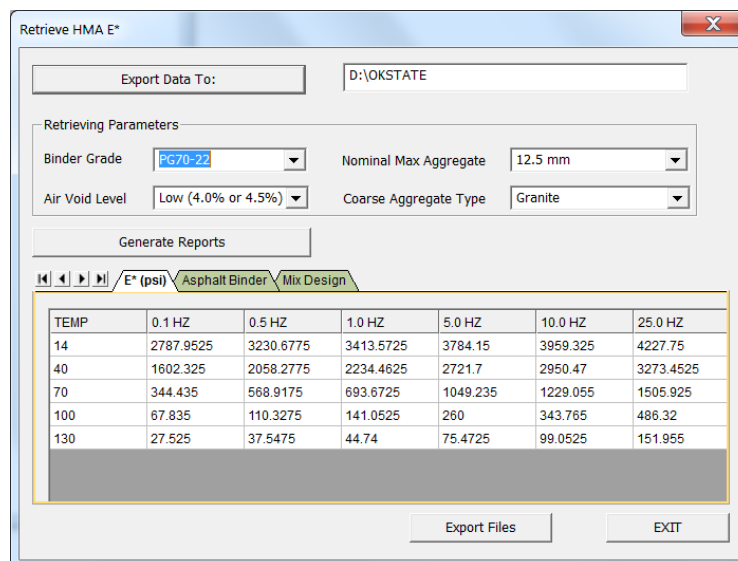 Retrieve HMA E*
Export Data To: D:\OKSTATE
Retrieving Parameters
Binder Grade PG70-22 Nominal Max Aggregate 12.5 mm
Air Void Level Low (4.0% or 4.5%) Coarse Aggregate Type Granite
Generate Reports
E* (psi) Asphalt Binder Mix Design
TEMP 0.1 HZ 0.5 HZ 1.0 HZ 5.0 HZ 10.0 HZ 25.0 HZ
14 2787.9525 3230.6775 3413.5725 3784.15 3959.325 4227.75
40 1602.325 2058.2775 2234.4625 2721.7 2950.47 3273.4525
70 344.435 568.9175 693.6725 1049.235 1229.055 1505.925
100 67.835 110.3275 141.0525 260 343.765 486.32
130 27.525 37.5475 44.74 75.4725 99.0525 151.955
Export Files EXIT